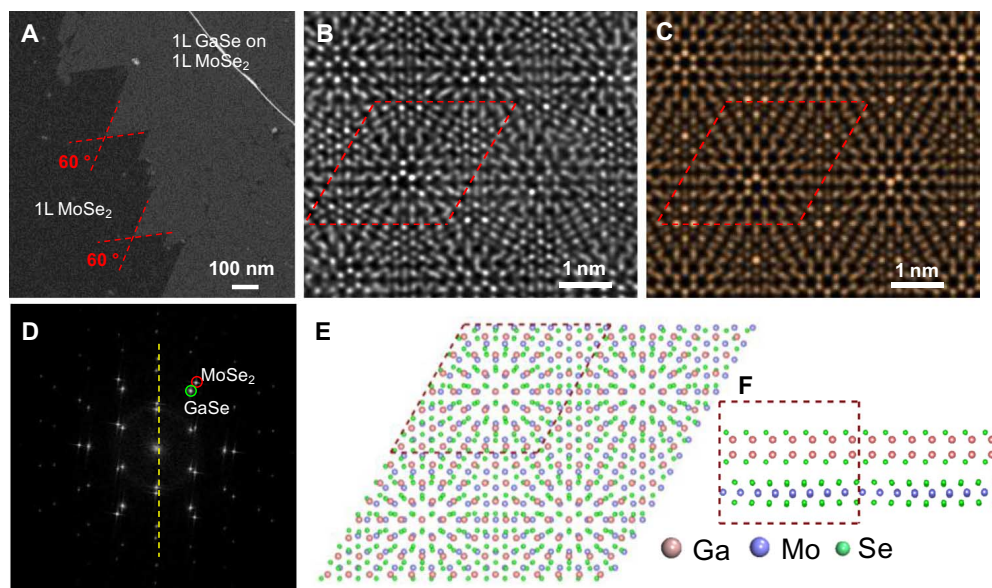 A
1L GaSe on
1L MoSe₂
60 °
1L MoSe₂
60 °
100 nm
B
1 nm
C
1 nm
D
MoSe₂
GaSe
E
F
Ga
Mo
Se